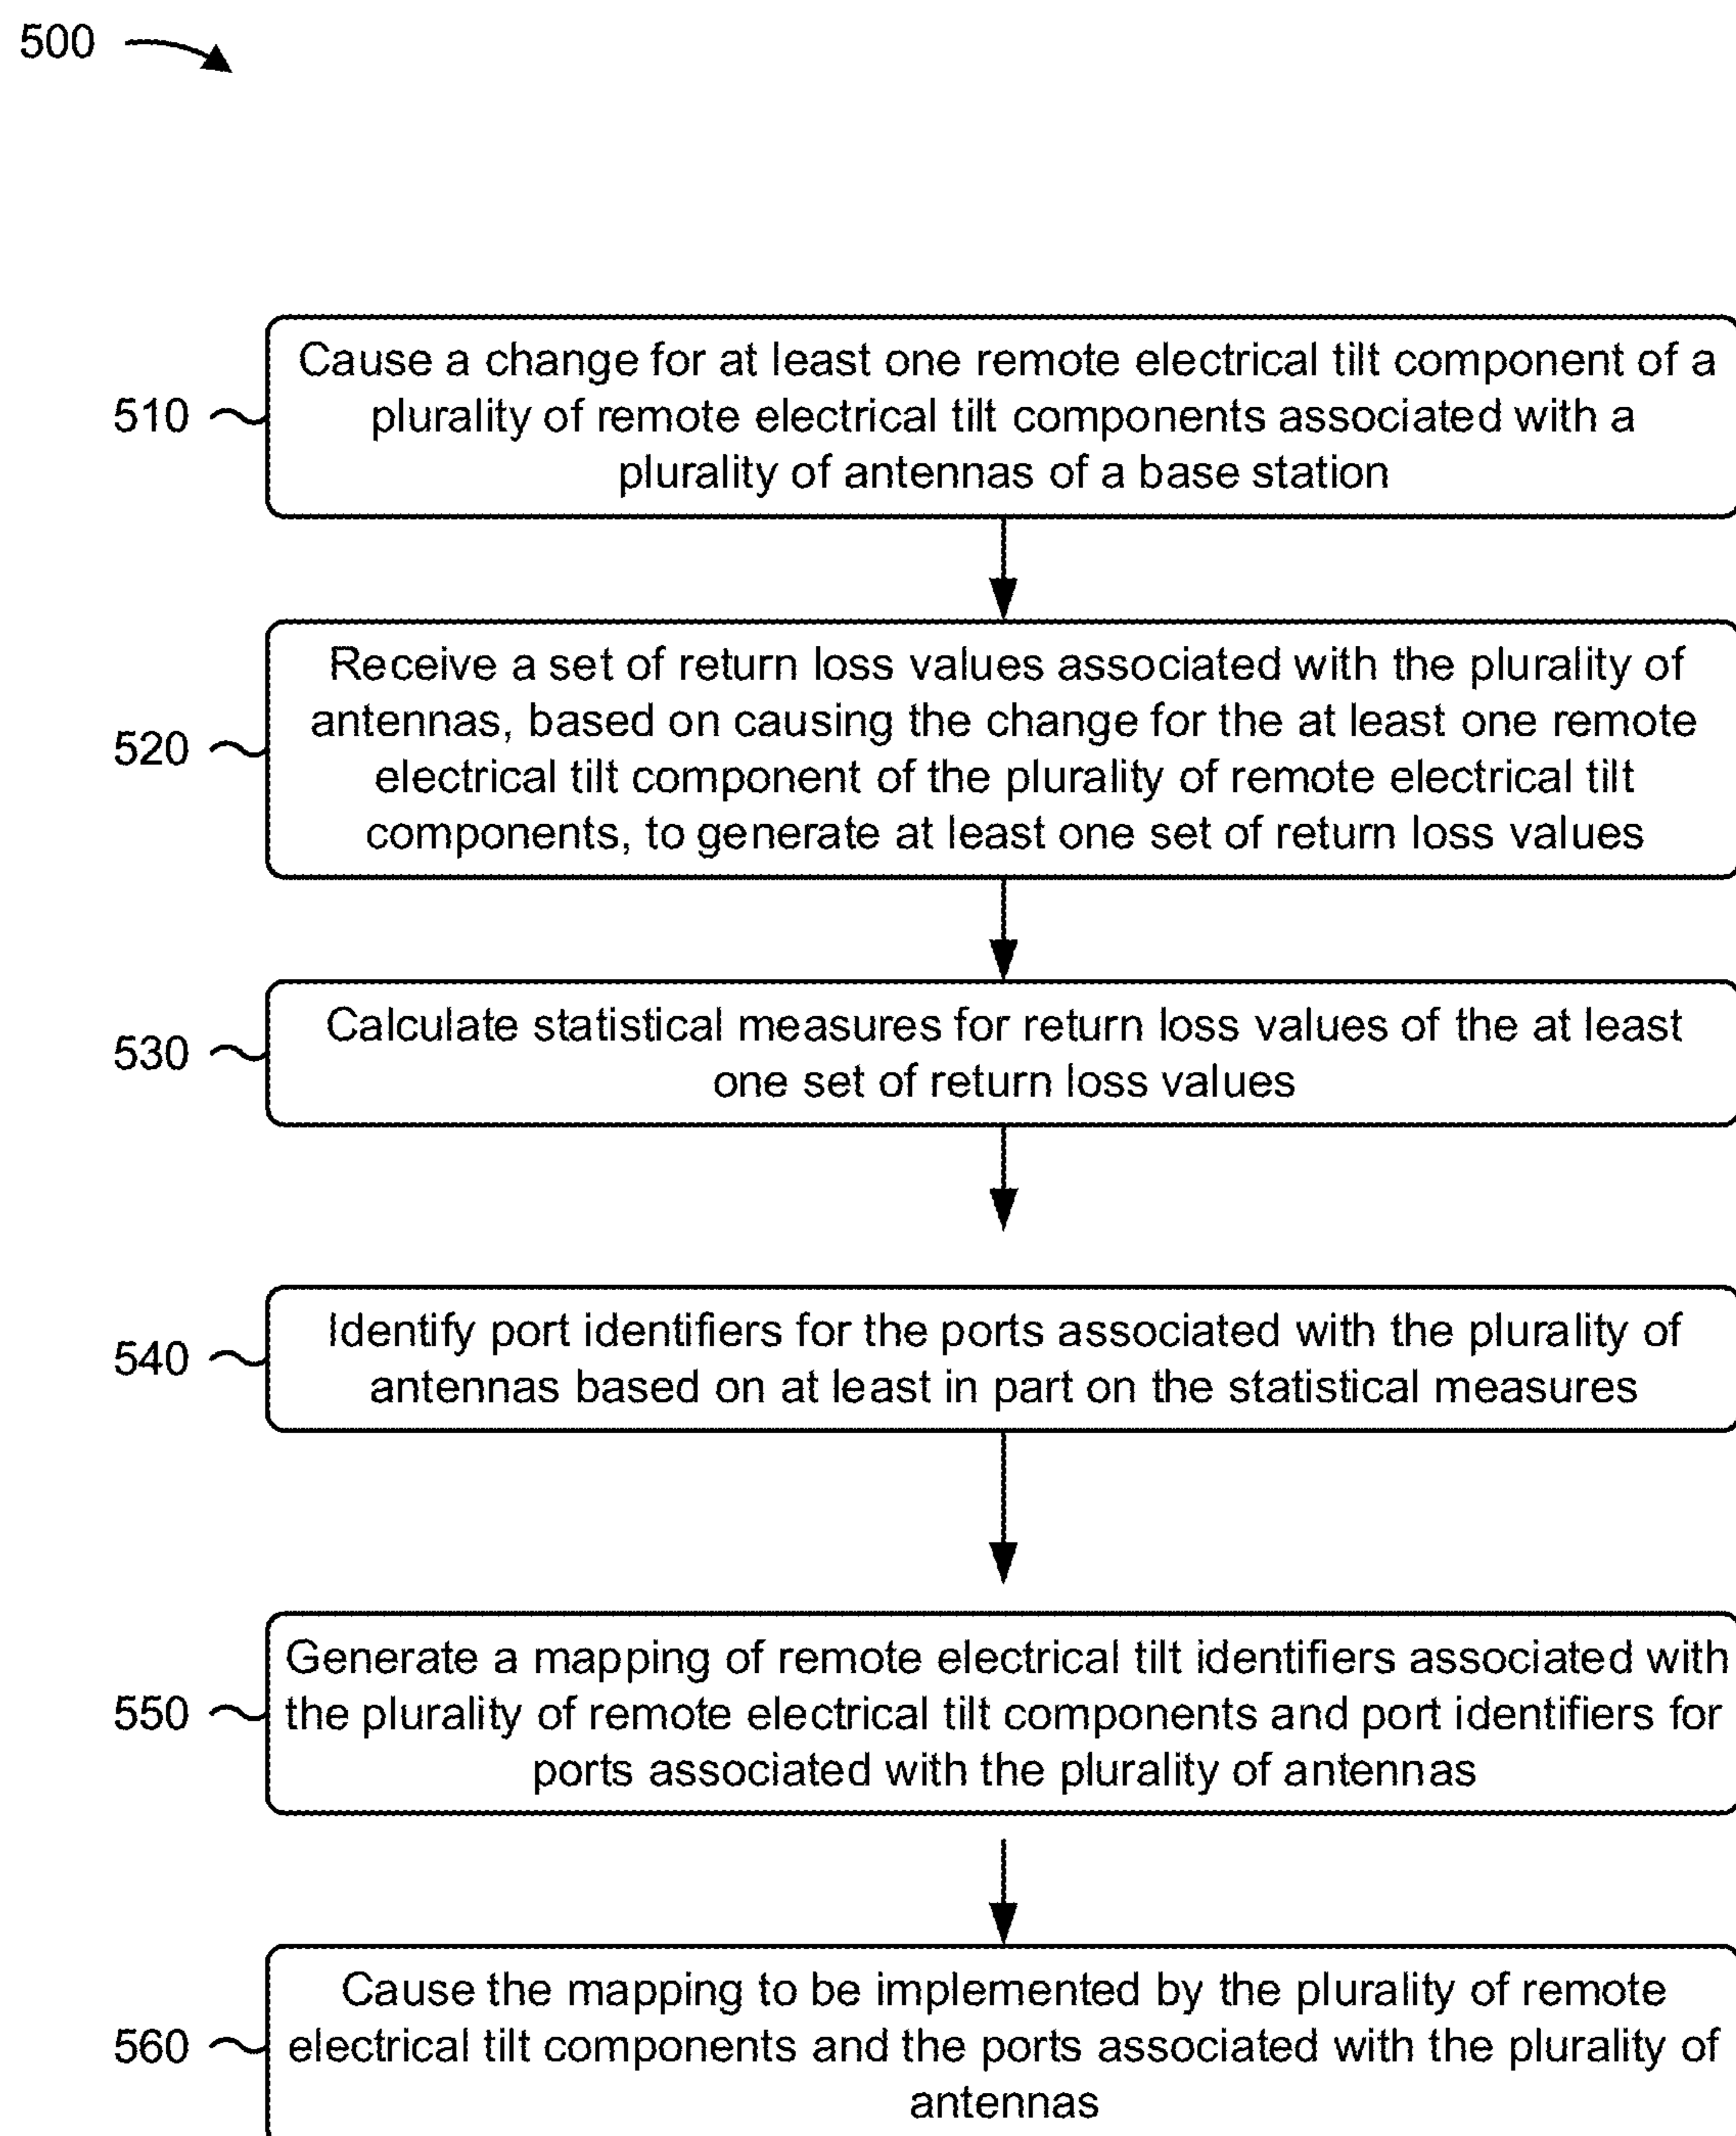 500
Cause a change for at least one remote electrical tilt component of a
510
plurality of remote electrical tilt components associated with a
plurality of antennas of a base station
Receive a set of return loss values associated with the plurality of
antennas, based on causing the change for the at least one remote
520
electrical tilt component of the plurality of remote electrical tilt
components, to generate at least one set of return loss values
Calculate statistical measures for return loss values of the at least
530
one set of return loss values
Identify port identifiers for the ports associated with the plurality of
540
antennas based on at least in part on the statistical measures
Generate a mapping of remote electrical tilt identifiers associated with
550
the plurality of remote electrical tilt components and port identifiers for
ports associated with the plurality of antennas
Cause the mapping to be implemented by the plurality of remote
560
electrical tilt components and the ports associated with the plurality of
antennas